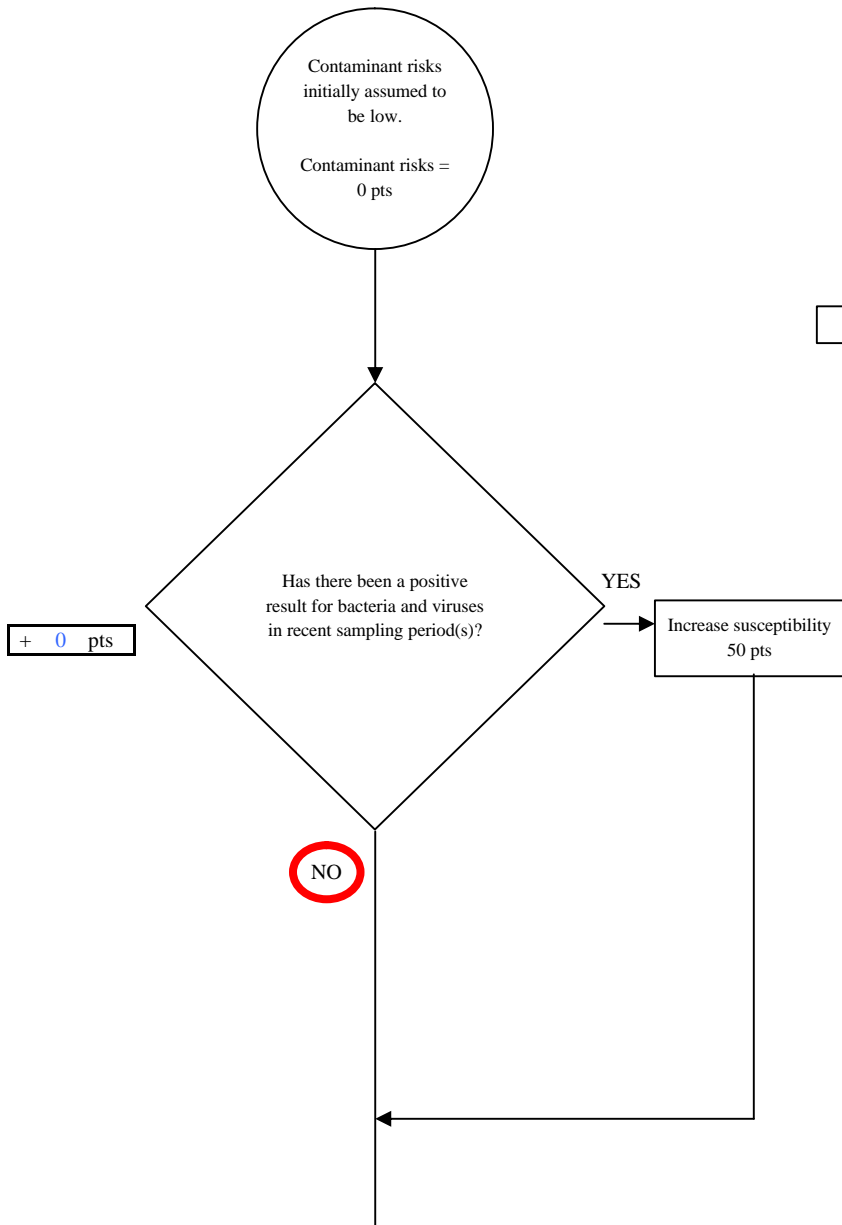 Contaminant risks
initially assumed to
be low.
Contaminant risks =
0 pts
Has there been a positive
result for bacteria and viruses
in recent sampling period(s)?
YES
Increase susceptibility
50 pts
+ 0 pts
NO